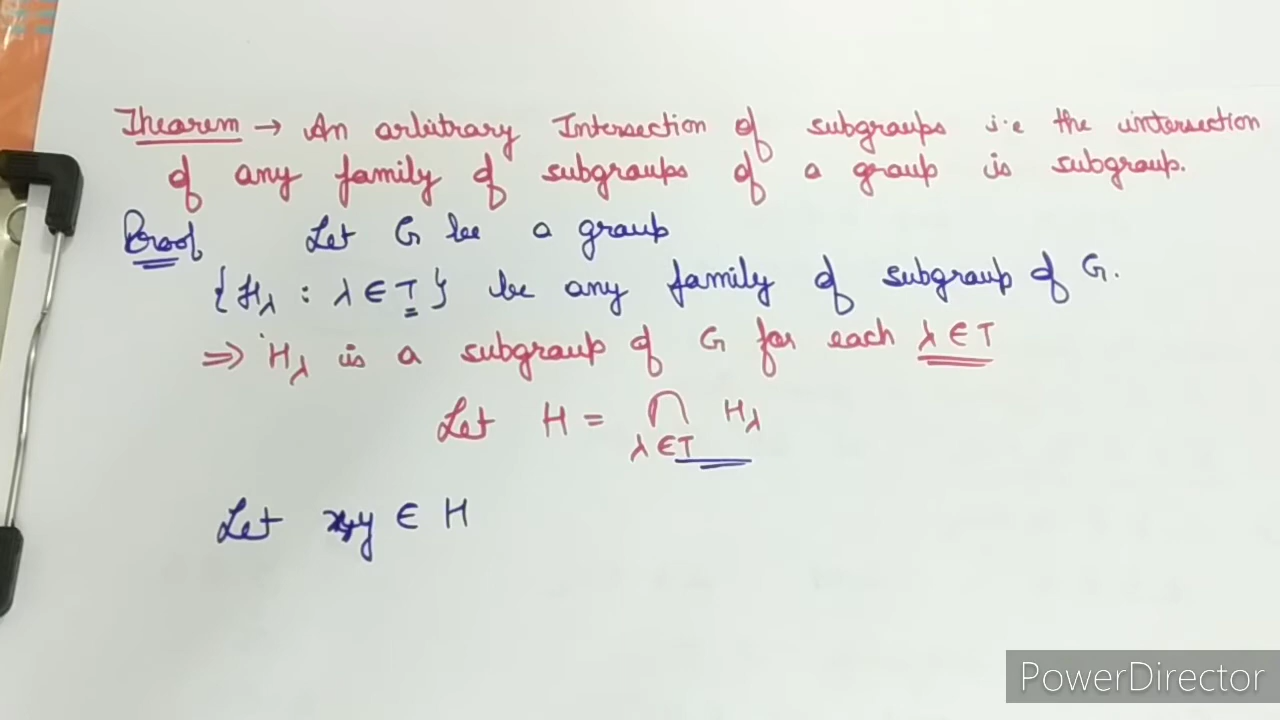 Thearem → An arbitrary Intersection of subgroups i.e the intersection
of any family of subgroups of a group is subgroup.
Proof Let G be a group
{Hλ : λ ∈ T} be any family of subgroup of G.
⇒ Hλ is a subgroup of G for each λ ∈ T
Let H = ∩ Hλ
λ ∈ T
Let x,y ∈ H
PowerDirector